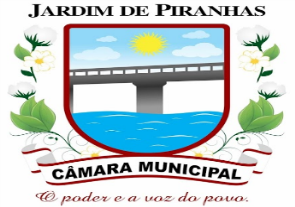 JARDIM DE PIRANHAS
CÂMARA MUNICIPAL
O poder e a voz do povo.